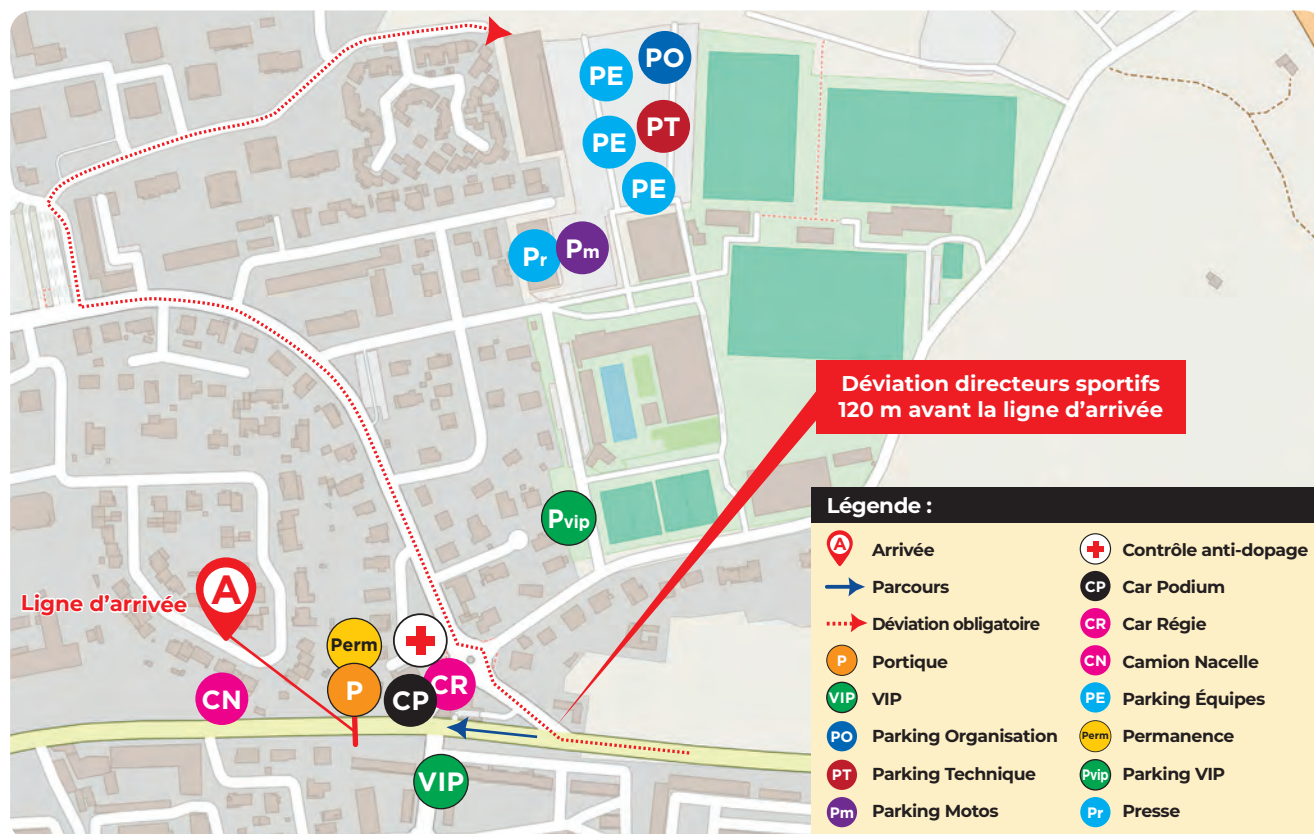 PO
PE
PT
PE
PE
Pr
Pm
Déviation directeurs sportifs
120 m avant la ligne d'arrivée
Pvip
Ligne d'arrivée
A
Perm
P
CN
CP
CR
VIP
Légende :
A Arrivée
Parcours
Déviation obligatoire
P Portique
VIP VIP
PO Parking Organisation
PT Parking Technique
Pm Parking Motos
Contrôle anti-dopage
CP Car Podium
CR Car Régie
CN Camion Nacelle
PE Parking Équipes
Perm Permanence
Pvip Parking VIP
Pr Presse